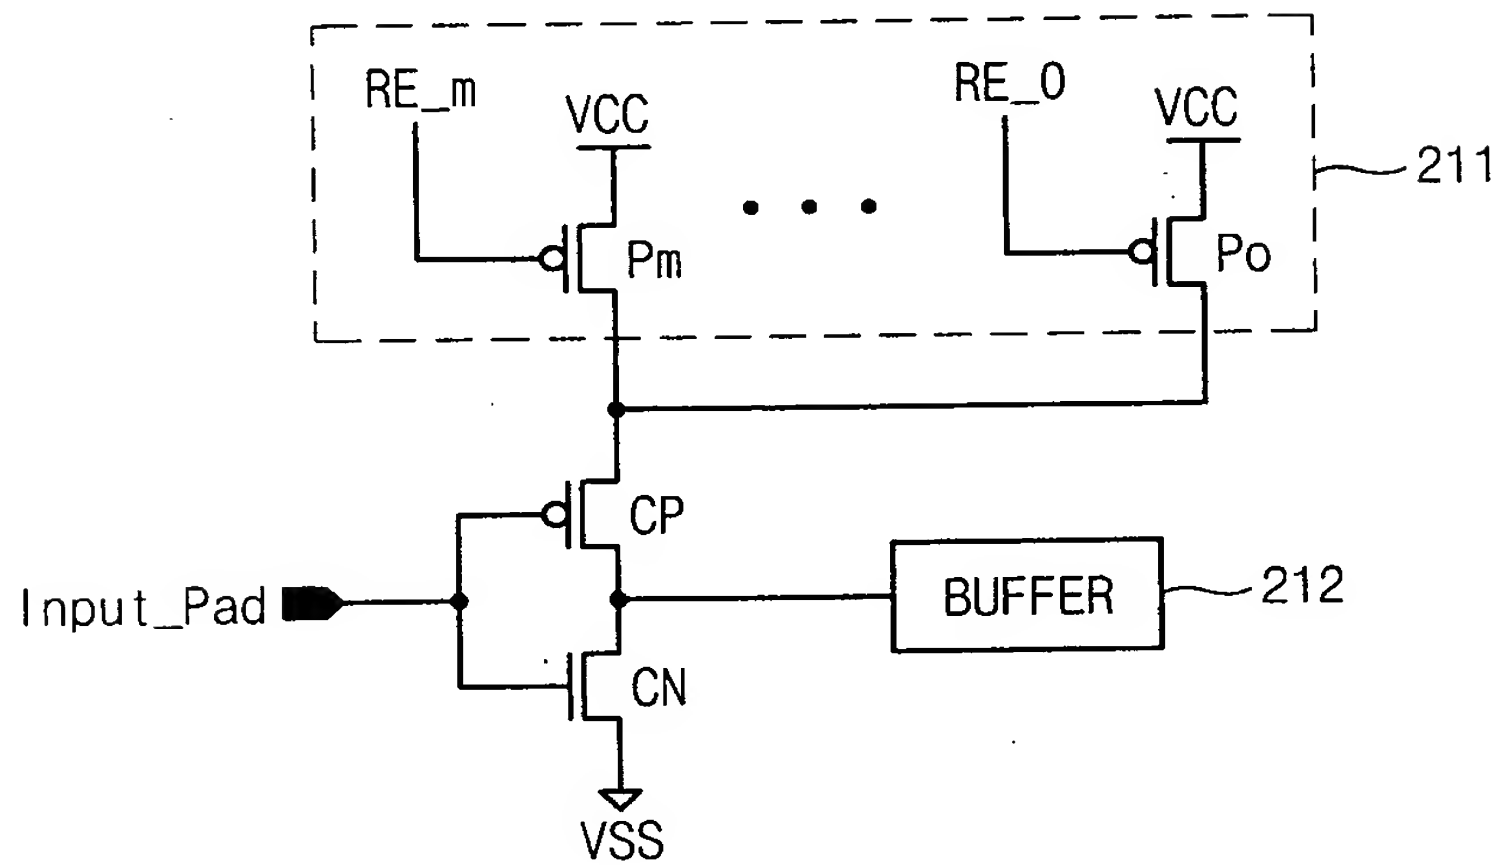 RE_m
VCC
RE_0
VCC
211
Pm
Po
CP
Input_Pad
BUFFER
212
CN
VSS